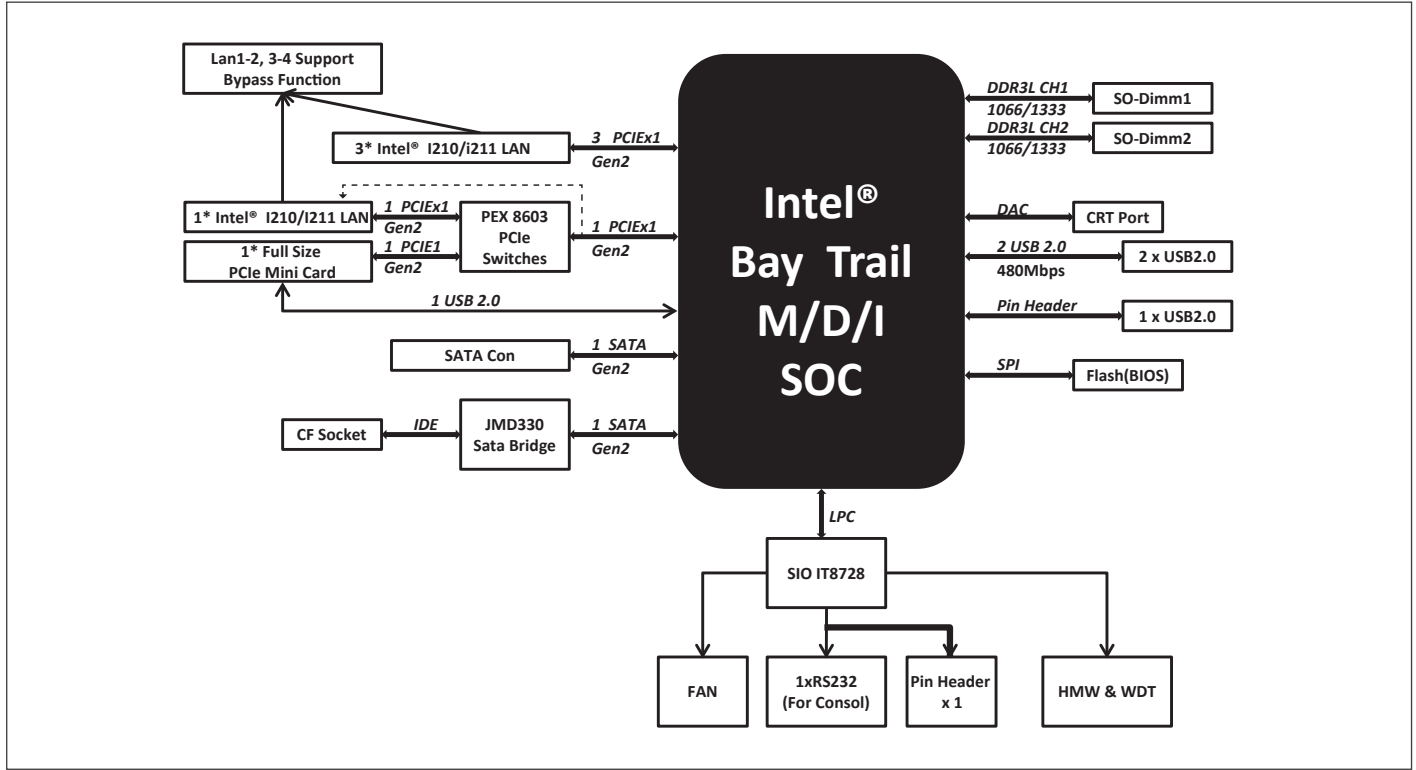 Lan1-2, 3-4 Support
Bypass Function
3* Intel® I210/i211 LAN
3 PCIEx1
Gen2
1* Intel® I210/I211 LAN
1 PCIEx1
Gen2
1* Full Size
PCIe Mini Card
1 PCIE1
Gen2
PEX 8603
PCIe
Switches
1 PCIEx1
Gen2
1 USB 2.0
SATA Con
1 SATA
Gen2
CF Socket
IDE
JMD330
Sata Bridge
1 SATA
Gen2
Intel®
Bay Trail
M/D/I
SOC
DDR3L CH1
1066/1333
SO-Dimm1
DDR3L CH2
1066/1333
SO-Dimm2
DAC
CRT Port
2 USB 2.0
480Mbps
2 x USB2.0
Pin Header
1 x USB2.0
SPI
Flash(BIOS)
LPC
SIO IT8728
FAN
1xRS232
(For Consol)
Pin Header
x 1
HMW & WDT